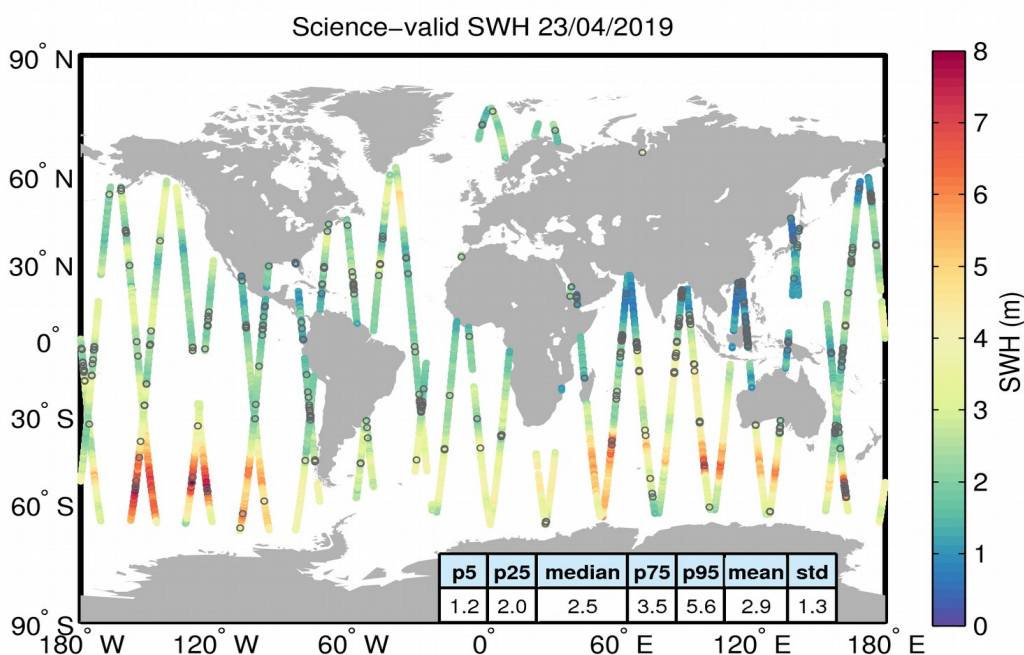 Science–valid SWH 23/04/2019
90° N
60° N
30° N
0°
30° S
60° S
90° S
180° W
120° W
60° W
0°
60° E
120° E
180° E
p5 p25 median p75 p95 mean std
1.2 2.0 2.5 3.5 5.6 2.9 1.3
8
7
6
5
4
3
2
1
0
SWH (m)